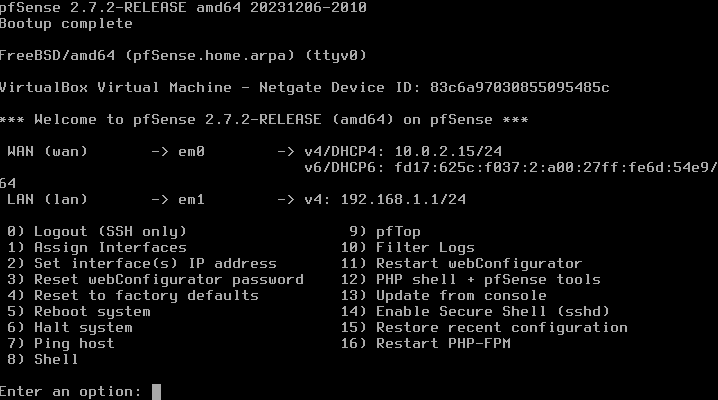 pfSense 2.7.2-RELEASE amd64 20231206-2010
Bootup complete
FreeBSD/amd64 (pfSense.home.arpa) (ttyv0)
VirtualBox Virtual Machine - Netgate Device ID: 83c6a97030855095485c
*** Welcome to pfSense 2.7.2-RELEASE (amd64) on pfSense ***
WAN (wan)       -> em0        -> v4/DHCP4: 10.0.2.15/24
                                 v6/DHCP6: fd17:625c:f037:2:a00:27ff:fe6d:54e9/
64
LAN (lan)       -> em1        -> v4: 192.168.1.1/24
0) Logout (SSH only)                  9) pfTop
1) Assign Interfaces                 10) Filter Logs
2) Set interface(s) IP address       11) Restart webConfigurator
3) Reset webConfigurator password    12) PHP shell + pfSense tools
4) Reset to factory defaults         13) Update from console
5) Reboot system                     14) Enable Secure Shell (sshd)
6) Halt system                       15) Restore recent configuration
7) Ping host                         16) Restart PHP-FPM
8) Shell
Enter an option: